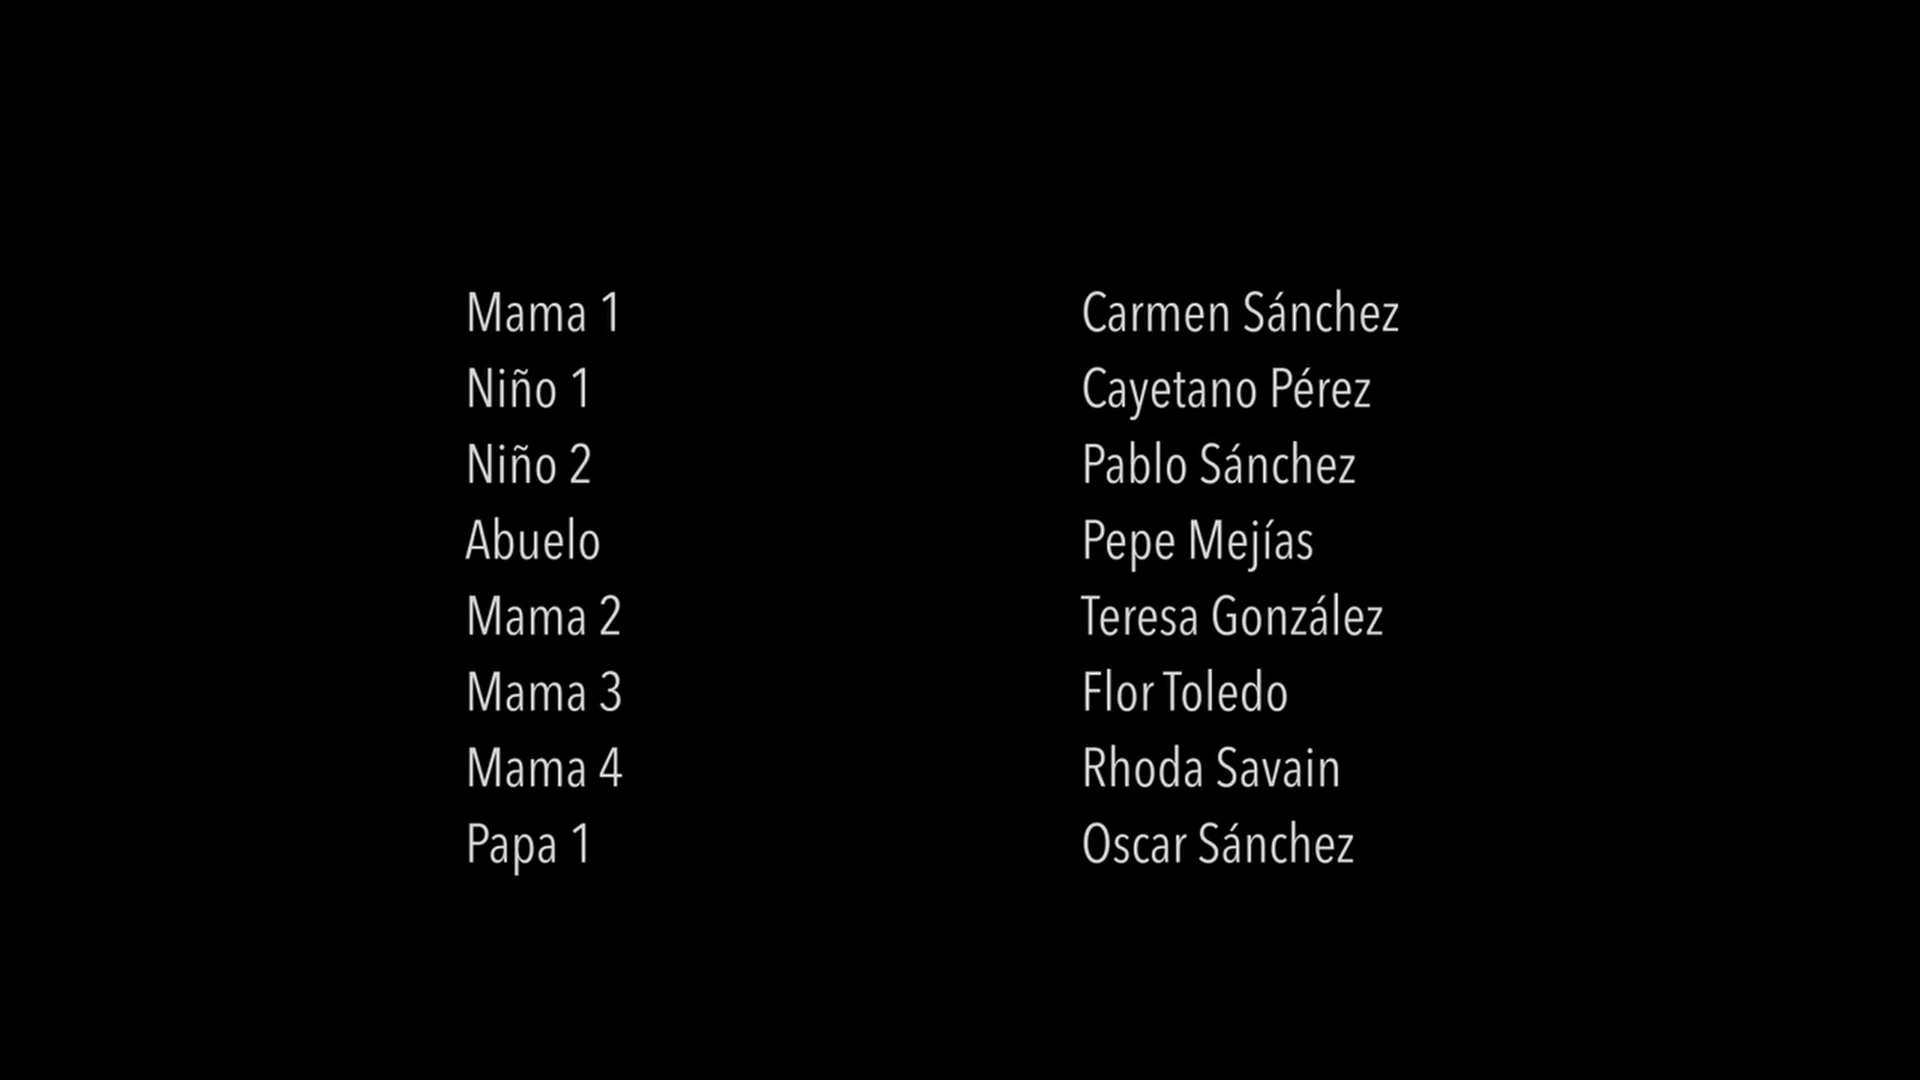 Mama 1 Carmen Sánchez
Niño 1 Cayetano Pérez
Niño 2 Pablo Sánchez
Abuelo Pepe Mejías
Mama 2 Teresa González
Mama 3 Flor Toledo
Mama 4 Rhoda Savain
Papa 1 Oscar Sánchez